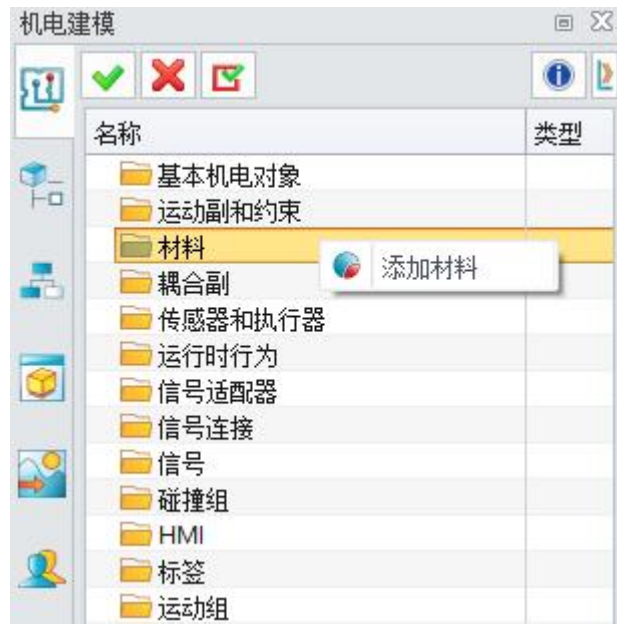 机电建模
名称 类型
基本机电对象
运动副和约束
材料
添加材料
耦合副
传感器和执行器
运行时行为
信号适配器
信号连接
信号
碰撞组
HMI
标签
运动组